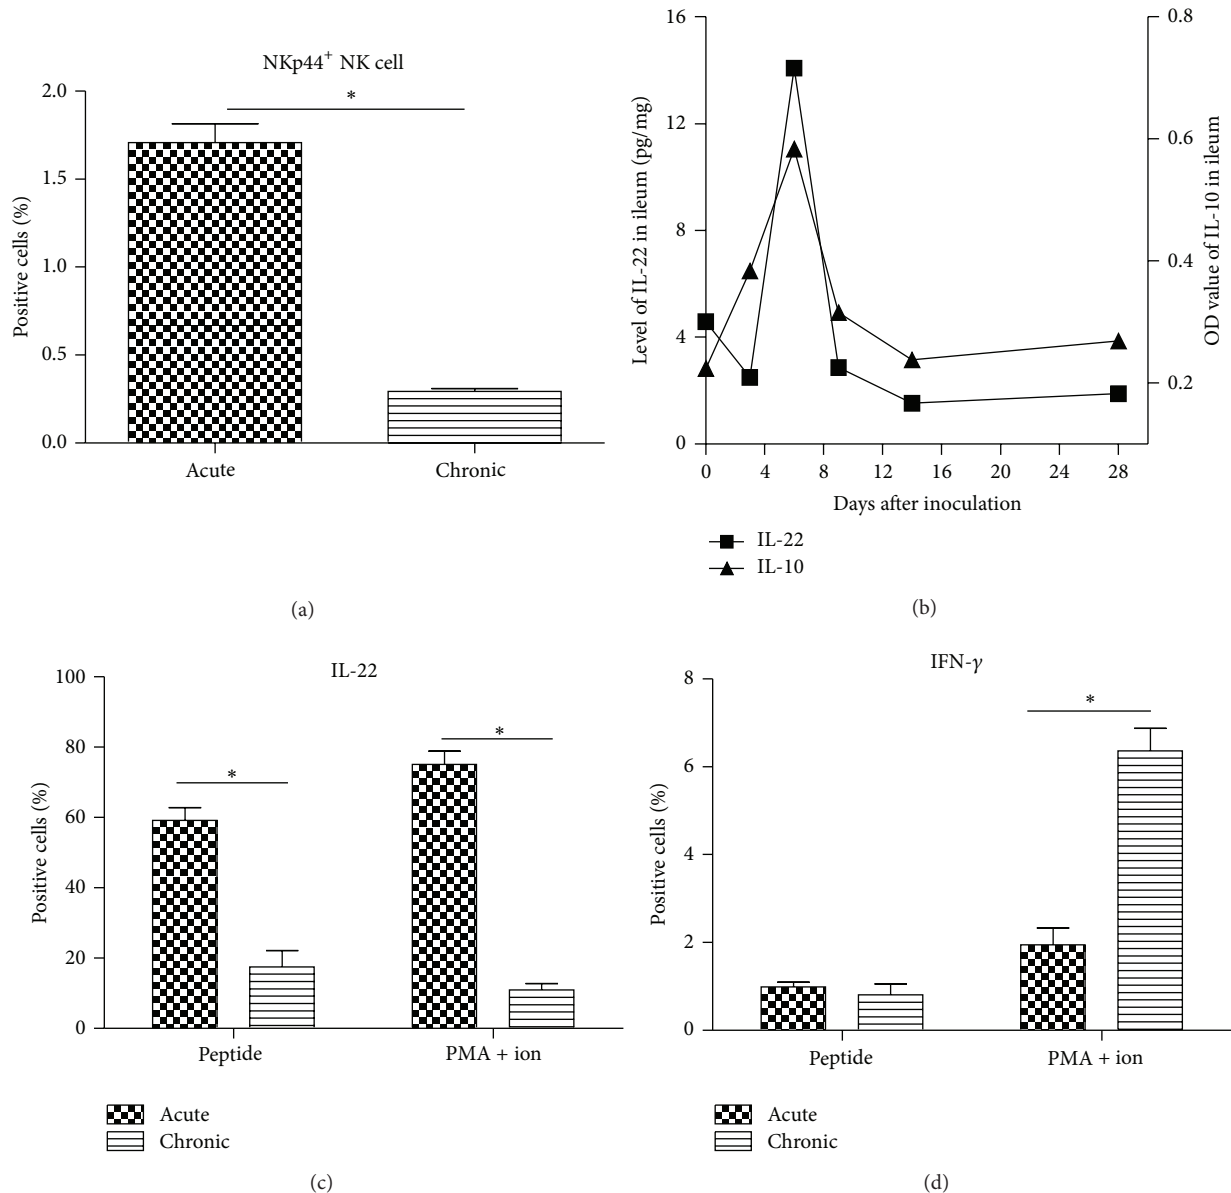 NKp44⁺ NK cell
*
2.0
1.5
1.0
0.5
0.0
Positive cells (%)
Acute
Chronic
(a)
16
12
8
4
0
Level of IL-22 in ileum (pg/mg)
0.8
0.6
0.4
0.2
OD value of IL-10 in ileum
0 4 8 12 16 20 24 28
Days after inoculation
IL-22
IL-10
(b)
IL-22
100
80
60
40
20
0
Positive cells (%)
*
*
Peptide
PMA + ion
Acute
Chronic
(c)
IFN-γ
8
6
4
2
0
Positive cells (%)
*
Peptide
PMA + ion
Acute
Chronic
(d)